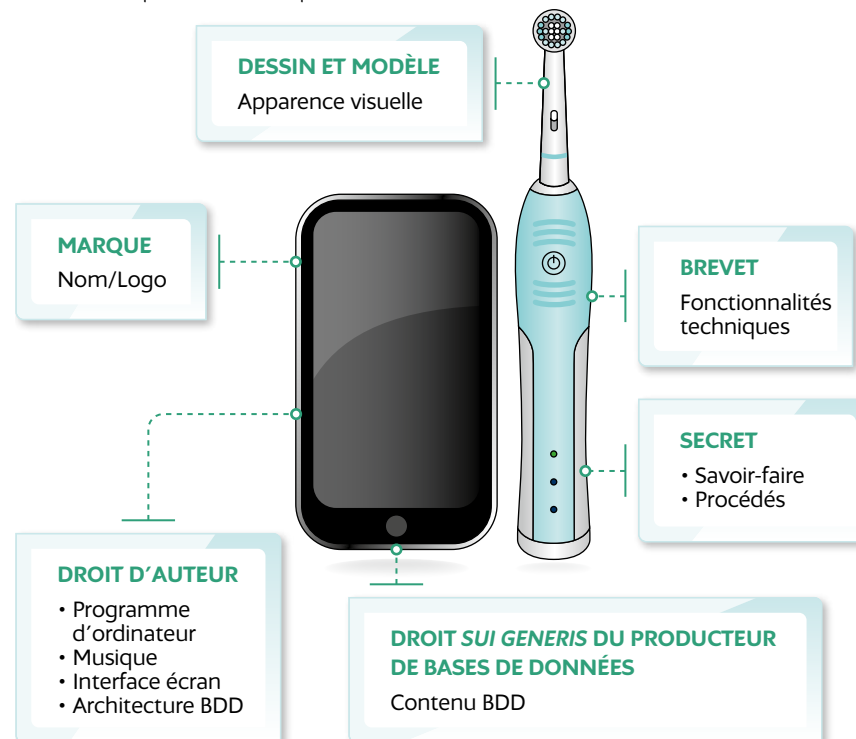 DESSIN ET MODÈLE
Apparence visuelle
MARQUE
Nom/Logo
BREVET
Fonctionnalités
techniques
SECRET
• Savoir-faire
• Procédés
DROIT D’AUTEUR
• Programme
d’ordinateur
• Musique
• Interface écran
• Architecture BDD
DROIT SUI GENERIS DU PRODUCTEUR
DE BASES DE DONNÉES
Contenu BDD